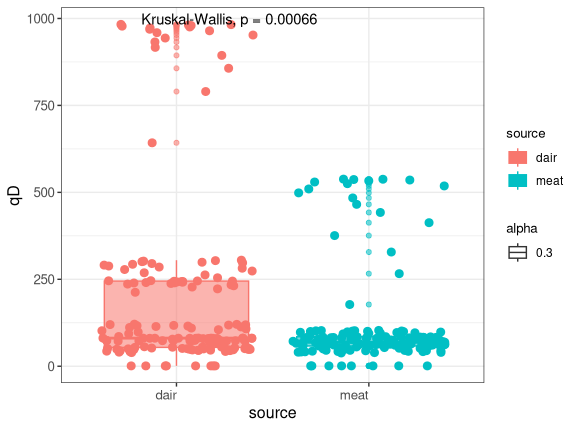 Kruskal-Wallis, p = 0.00066
1000
750
500
250
0
qD
dair
meat
source
source
dair
meat
alpha
0.3